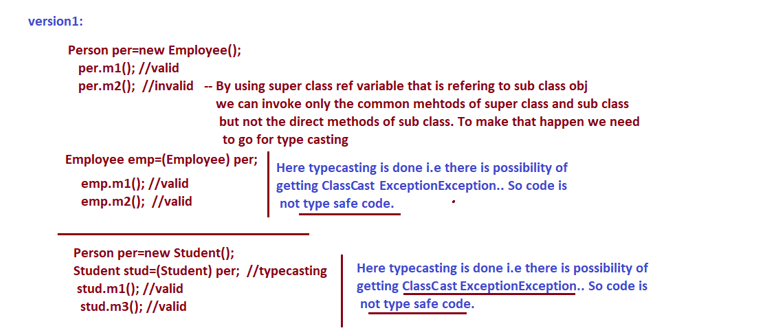 version1:
Person per=new Employee();
per.m1(); //valid
per.m2(); //invalid -- By using super class ref variable that is refering to sub class obj
we can invoke only the common mehtods of super class and sub class
but not the direct methods of sub class. To make that happen we need
to go for type casting
Employee emp=(Employee) per;
emp.m1(); //valid
emp.m2(); //valid
Here typecasting is done i.e there is possibility of
getting ClassCast ExceptionException.. So code is
not type safe code.
Person per=new Student();
Student stud=(Student) per; //typecasting
stud.m1(); //valid
stud.m3(); //valid
Here typecasting is done i.e there is possibility of
getting ClassCast ExceptionException.. So code is
not type safe code.